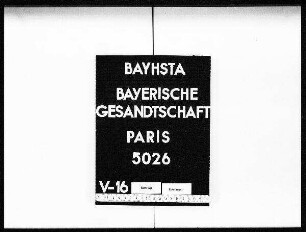 BAYHSTA
BAYERISCHE
GESANDTSCHAFT
PARIS
5026
V-16